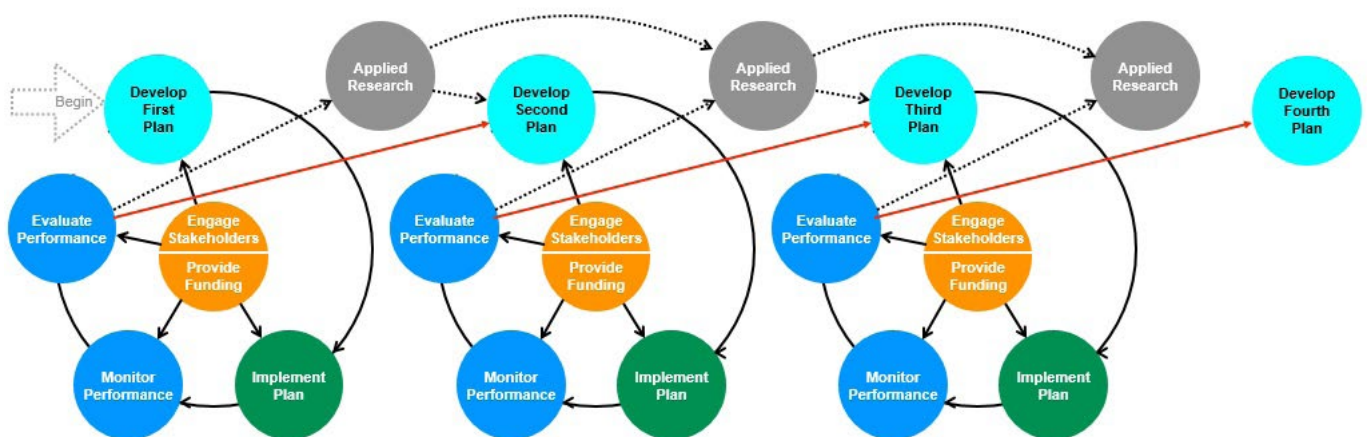 Begin
Develop
First
Plan
Applied
Research
Develop
Second
Plan
Applied
Research
Develop
Third
Plan
Applied
Research
Develop
Fourth
Plan
Evaluate
Performance
Engage
Stakeholders
Provide
Funding
Monitor
Performance
Implement
Plan
Evaluate
Performance
Engage
Stakeholders
Provide
Funding
Monitor
Performance
Implement
Plan
Evaluate
Performance
Engage
Stakeholders
Provide
Funding
Monitor
Performance
Implement
Plan